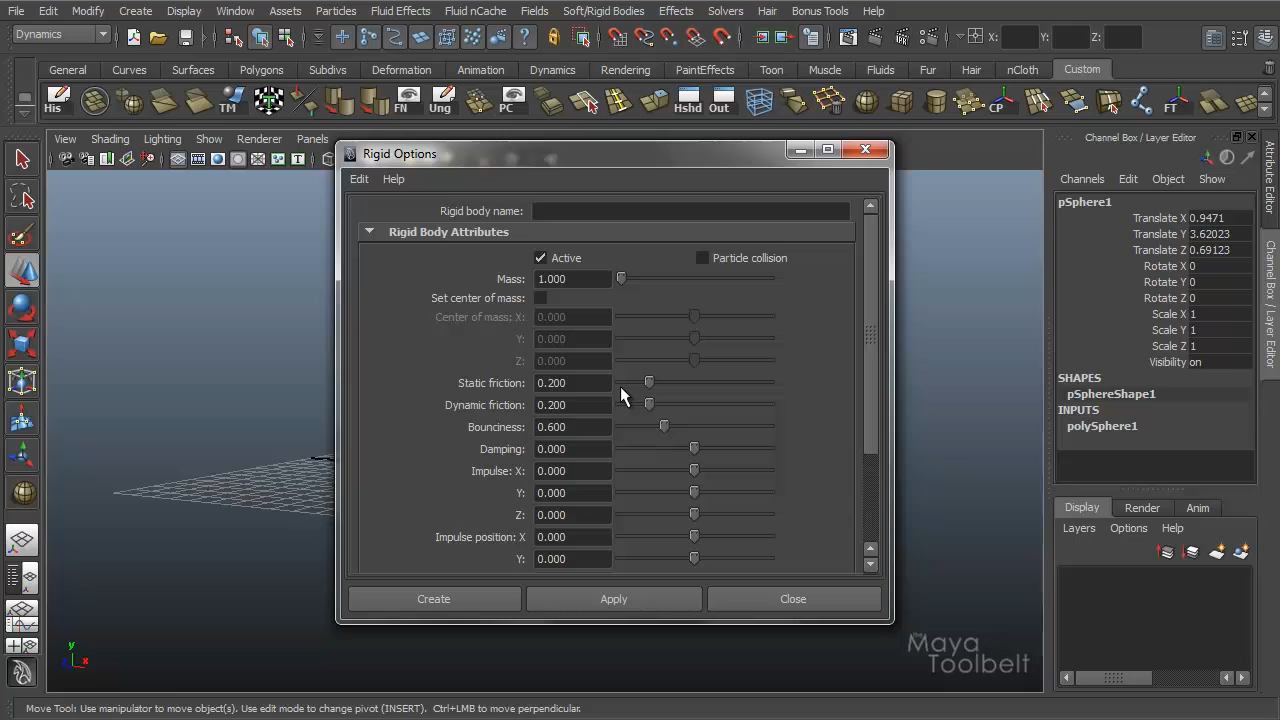 File Edit Modify Create Display Window Assets Particles Fluid Effects Fluid nCache Fields Soft/Rigid Bodies Effects Solvers Hair Bonus Tools Help
Dynamics X: Y: Z:
General Curves Surfaces Polygons Subdivs Deformation Animation Dynamics Rendering PaintEffects Toon Muscle Fluids Fur Hair nCloth Custom
His TM FN Ung PC Hshd Out CP FT
View Shading Lighting Show Renderer Panels
Channel Box / Layer Editor
Rigid Options
Edit Help
Channels Edit Object Show
Rigid body name:
Rigid Body Attributes
Active Particle collision
Mass: 1.000
Set center of mass:
Center of mass: X: 0.000
Y: 0.000
Z: 0.000
Static friction: 0.200
Dynamic friction: 0.200
Bounciness: 0.600
Damping: 0.000
Impulse: X: 0.000
Y: 0.000
Z: 0.000
Impulse position: X 0.000
Y: 0.000
Create Apply Close
pSphere1
Translate X 0.9471
Translate Y 3.62023
Translate Z 0.69123
Rotate X 0
Rotate Y 0
Rotate Z 0
Scale X 1
Scale Y 1
Scale Z 1
Visibility on
SHAPES
pSphereShape1
INPUTS
polySphere1
Attribute Editor
Channel Box / Layer Editor
Display Render Anim
Layers Options Help
y
z x
the
Maya
Toolbelt
Move Tool: Use manipulator to move object(s). Use edit mode to change pivot (INSERT). Ctrl+LMB to move perpendicular.